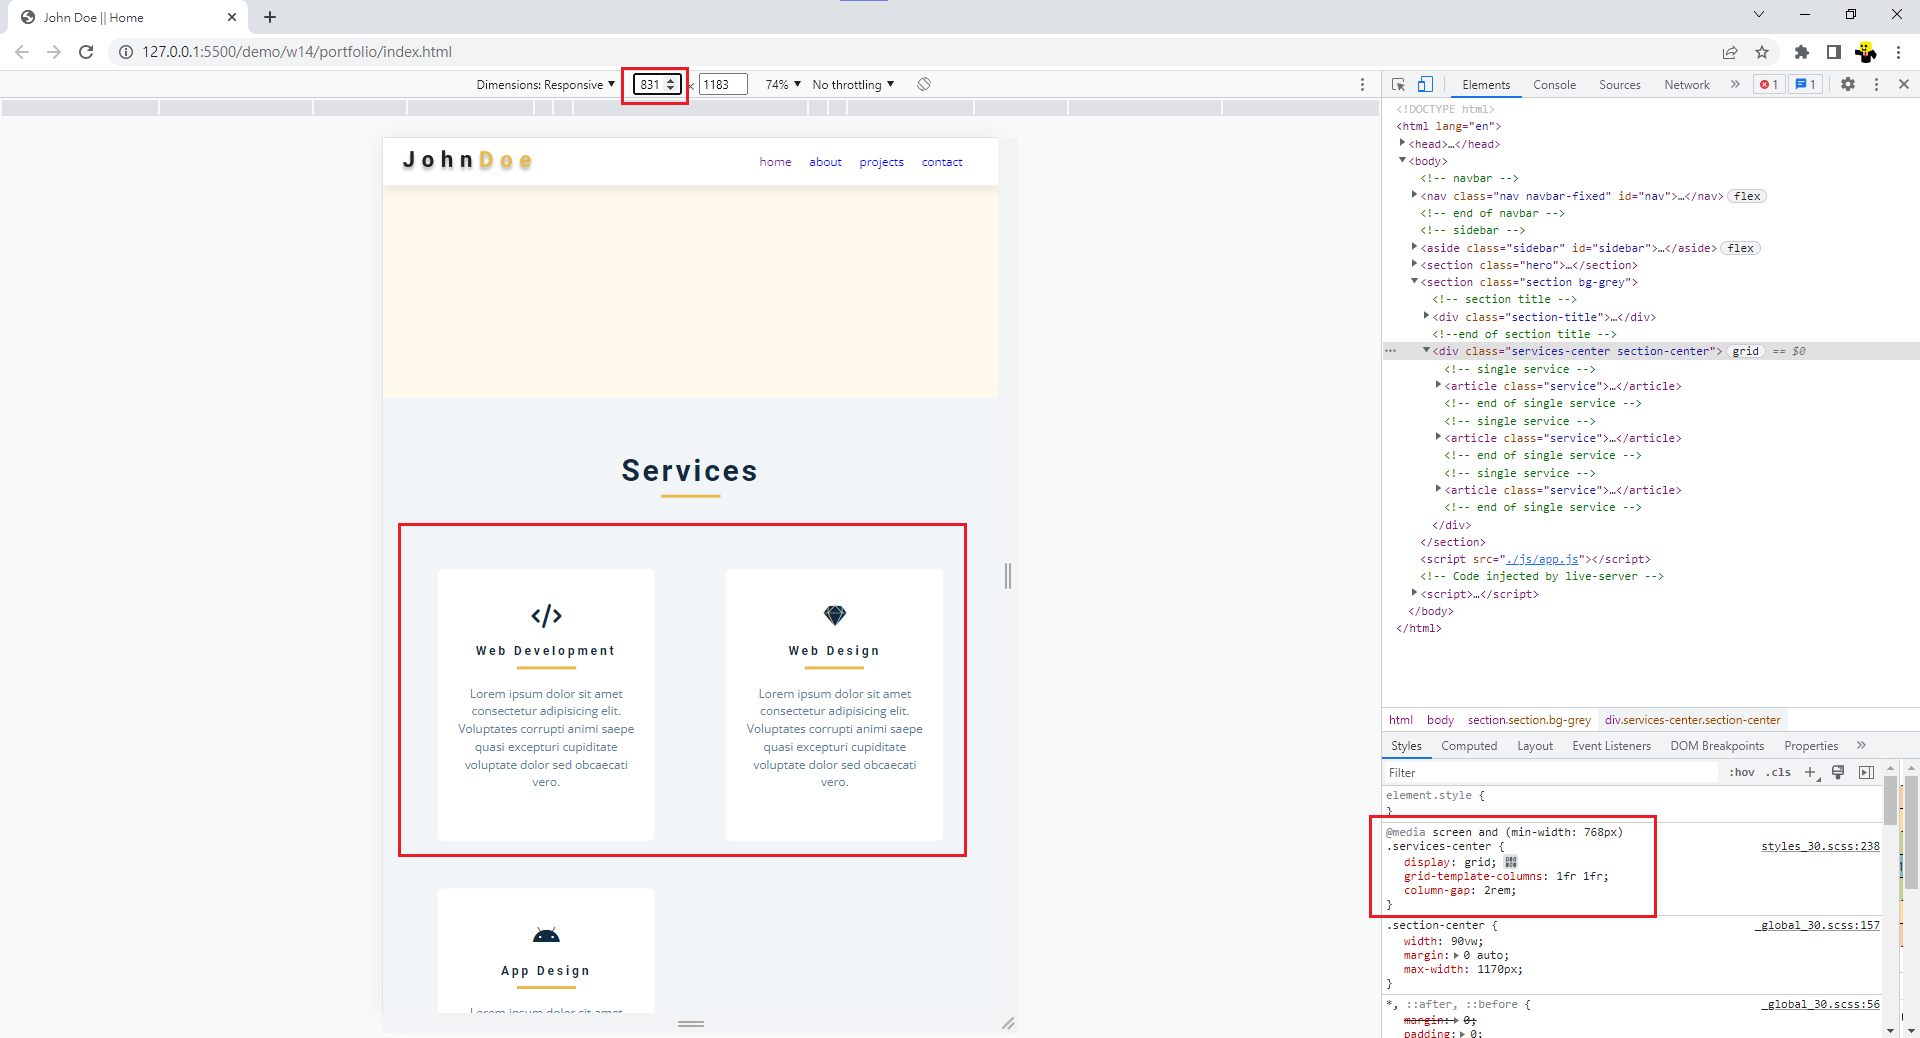 John Doe || Home
127.0.0.1:5500/demo/w14/portfolio/index.html
Dimensions: Responsive 831 × 1183 74% No throttling
Elements Console Sources Network 1 1
<!DOCTYPE html>
<html lang="en">
<head>…</head>
<body>
<!-- navbar -->
<nav class="nav navbar-fixed" id="nav">…</nav> flex
<!-- end of navbar -->
<!-- sidebar -->
<aside class="sidebar" id="sidebar">…</aside> flex
<section class="hero">…</section>
<section class="section bg-grey">
<!-- section title -->
<div class="section-title">…</div>
<!--end of section title -->
<div class="services-center section-center"> grid == $0
<!-- single service -->
<article class="service">…</article>
<!-- end of single service -->
<!-- single service -->
<article class="service">…</article>
<!-- end of single service -->
<!-- single service -->
<article class="service">…</article>
<!-- end of single service -->
</div>
</section>
<script src="./js/app.js"></script>
<!-- Code injected by live-server -->
<script>…</script>
</body>
</html>
html body section.section.bg-grey div.services-center.section-center
Styles Computed Layout Event Listeners DOM Breakpoints Properties
Filter :hov .cls
element.style {
}
@media screen and (min-width: 768px)
.services-center { styles_30.scss:238
display: grid;
grid-template-columns: 1fr 1fr;
column-gap: 2rem;
}
.section-center { _global_30.scss:157
width: 90vw;
margin: 0 auto;
max-width: 1170px;
}
*, ::after, ::before { _global_30.scss:56
margin: 0;
padding: 0;
JohnDoe
home about projects contact
Services
Web Development
Lorem ipsum dolor sit amet
consectetur adipisicing elit.
Voluptates corrupti animi saepe
quasi excepturi cupiditate
voluptate dolor sed obcaecati
vero.
Web Design
Lorem ipsum dolor sit amet
consectetur adipisicing elit.
Voluptates corrupti animi saepe
quasi excepturi cupiditate
voluptate dolor sed obcaecati
vero.
App Design
Lorem ipsum dolor sit amet